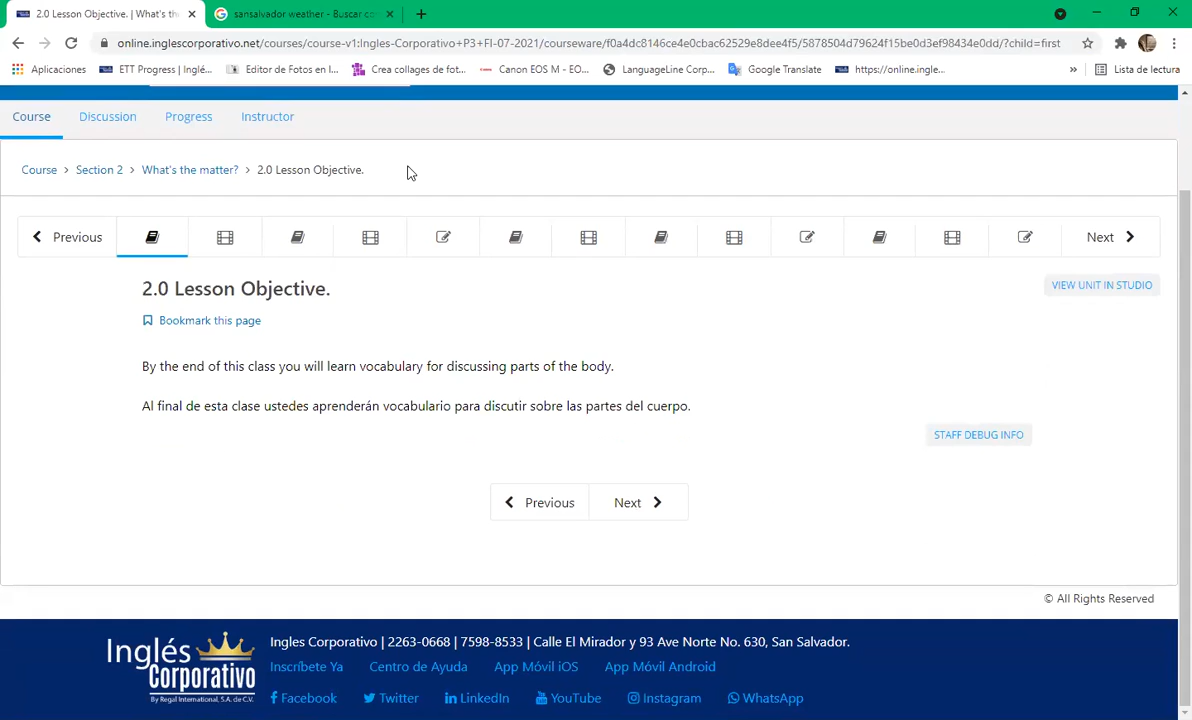 2.0 Lesson Objective. | What's the
sansalvador weather - Buscar co
online.inglescorporativo.net/courses/course-v1:Ingles-Corporativo+P3+FI-07-2021/courseware/f0a4dc8146ce4e0cbac62529e8dee4f5/5878504d79624f15be0d3ef98434e0dd/?child=first
Aplicaciones ETT Progress | Inglé... Editor de Fotos en l... Crea collages de fot... Canon EOS M - EO... LanguageLine Corp... Google Translate https://online.ingle... » Lista de lectura
Course Discussion Progress Instructor
Course > Section 2 > What's the matter? > 2.0 Lesson Objective.
Previous Next
2.0 Lesson Objective.
VIEW UNIT IN STUDIO
Bookmark this page
By the end of this class you will learn vocabulary for discussing parts of the body.
Al final de esta clase ustedes aprenderán vocabulario para discutir sobre las partes del cuerpo.
STAFF DEBUG INFO
Previous Next
© All Rights Reserved
Inglés Corporativo
By Regal International, S.A. de C.V.
Ingles Corporativo | 2263-0668 | 7598-8533 | Calle El Mirador y 93 Ave Norte No. 630, San Salvador.
Inscríbete Ya Centro de Ayuda App Móvil iOS App Móvil Android
Facebook Twitter LinkedIn YouTube Instagram WhatsApp